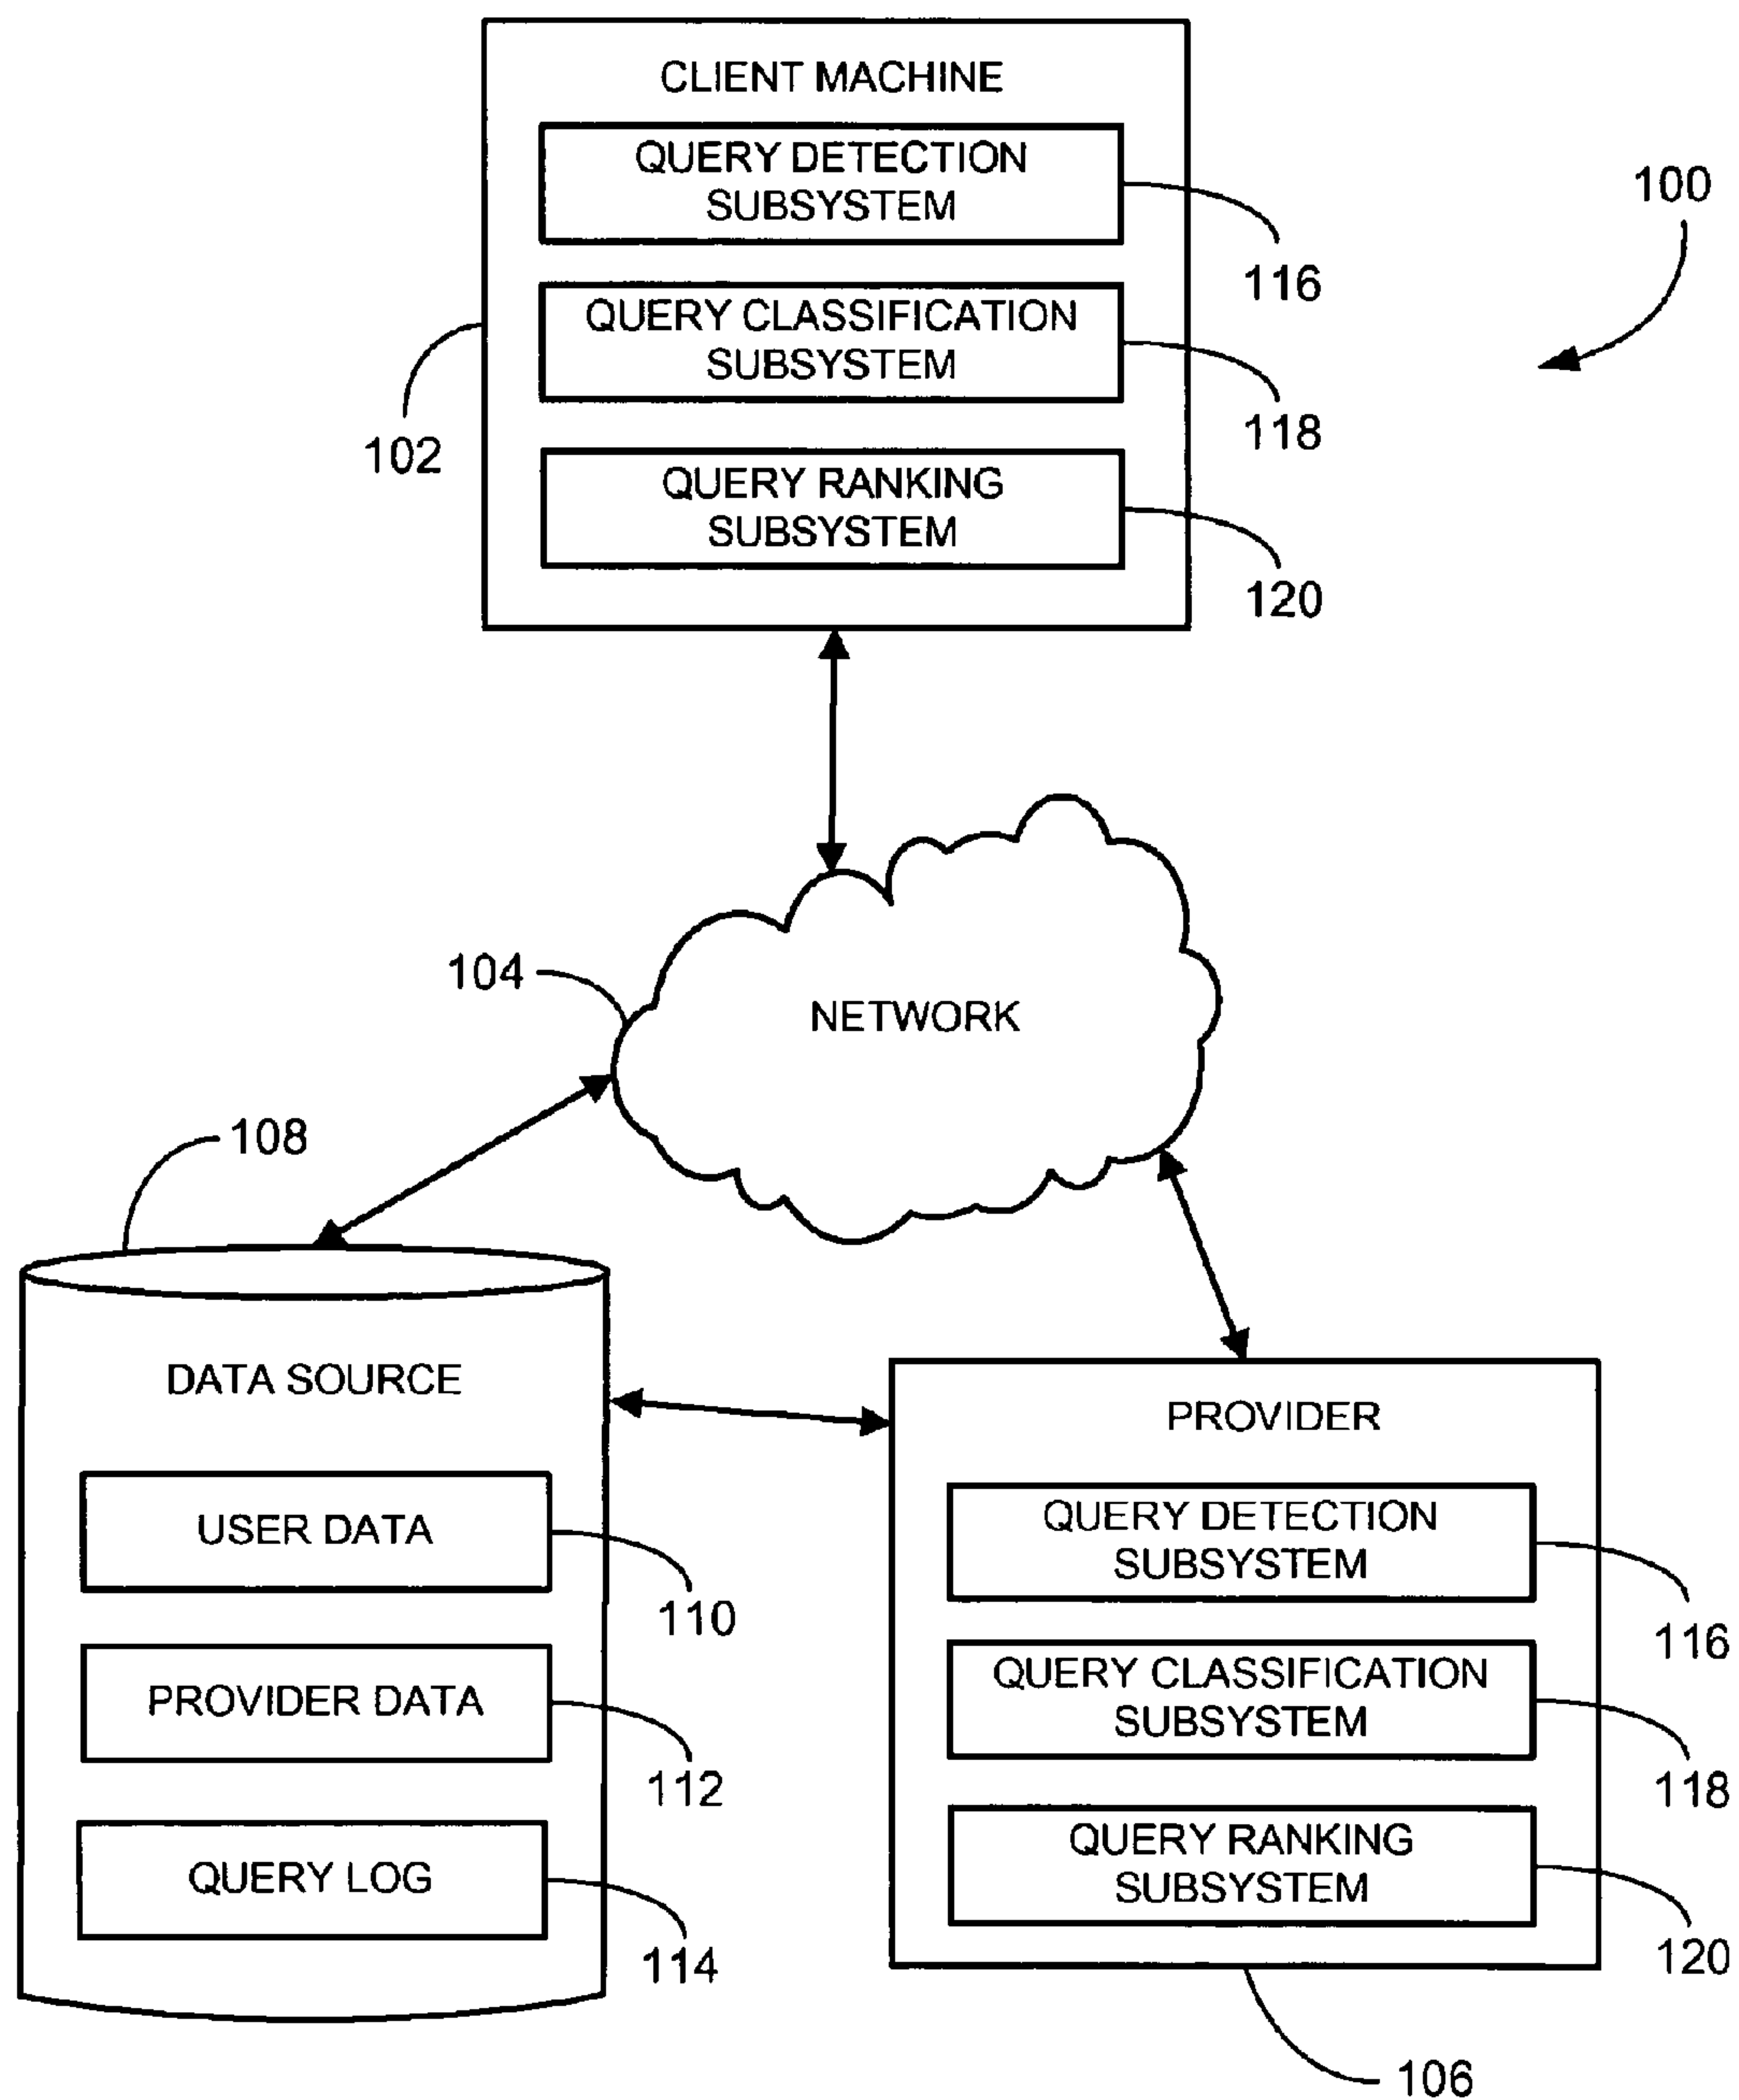 CLIENT MACHINE
QUERY DETECTION
SUBSYSTEM
116
QUERY CLASSIFICATION
SUBSYSTEM
118
QUERY RANKING
SUBSYSTEM
120
102
100
NETWORK
104
108
DATA SOURCE
USER DATA
110
PROVIDER DATA
112
QUERY LOG
114
PROVIDER
QUERY DETECTION
SUBSYSTEM
116
QUERY CLASSIFICATION
SUBSYSTEM
118
QUERY RANKING
SUBSYSTEM
120
106